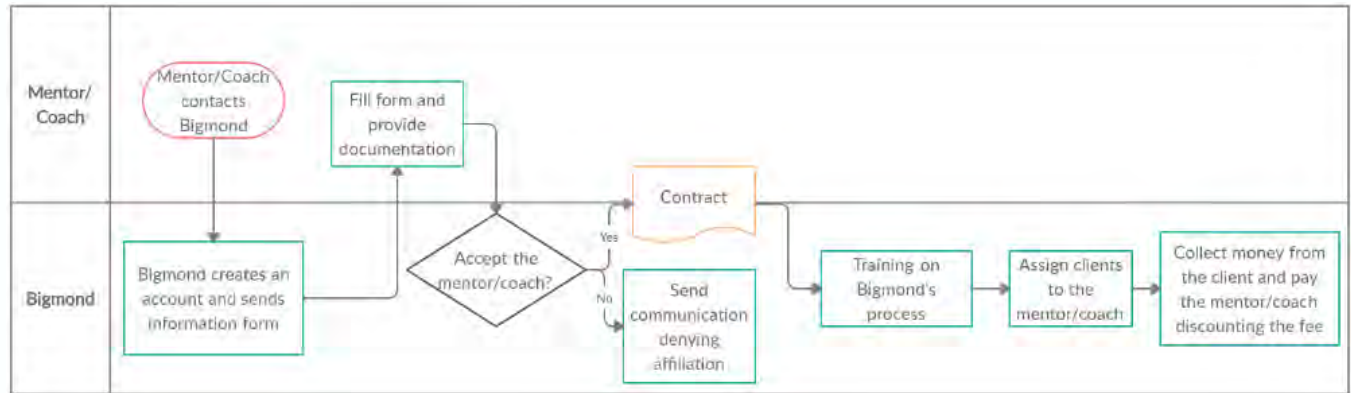 Mentor/
Coach
Mentor/Coach
contacts
Bigmond
Fill form and
provide
documentation
Contract
Bigmond
Bigmond creates an
account and sends
information form
Accept the
mentor/coach?
Yes
No
Send
communication
denying
affiliation
Training on
Bigmond's
process
Assign clients
to the
mentor/coach
Collect money from
the client and pay
the mentor/coach
discounting the fee